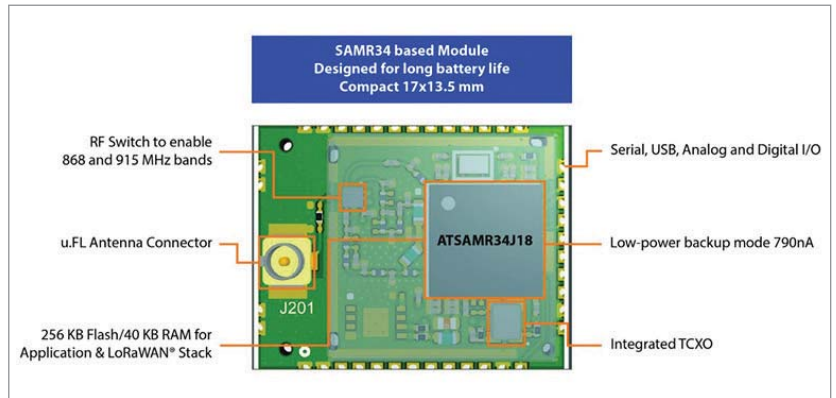 SAMR34 based Module
Designed for long battery life
Compact 17x13.5 mm
RF Switch to enable
868 and 915 MHz bands
u.FL Antenna Connector
256 KB Flash/40 KB RAM for
Application & LoRaWAN® Stack
J201
ATSAMR34J18
Serial, USB, Analog and Digital I/O
Low-power backup mode 790nA
Integrated TCXO